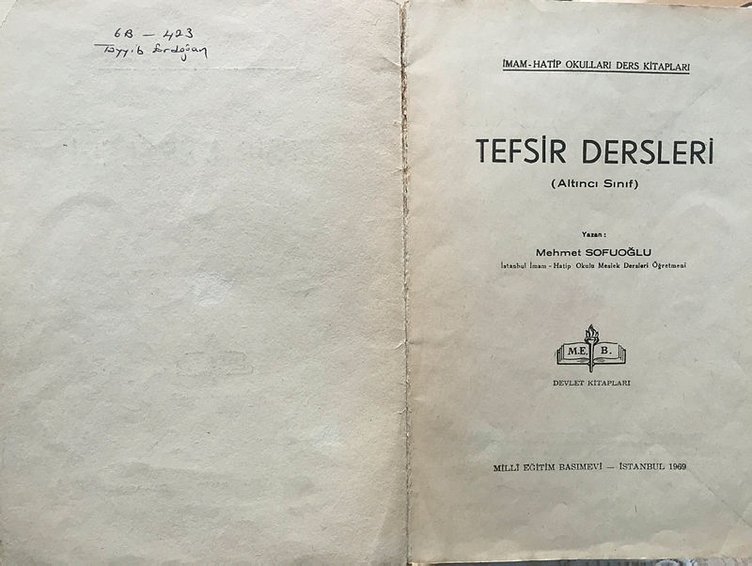 6B - 423
Tayyib Erdoğan
İMAM-HATİP OKULLARI DERS KİTAPLARI
TEFSİR DERSLERİ
(Altıncı Sınıf)
Yazan :
Mehmet SOFUOĞLU
İstanbul İmam - Hatip Okulu Meslek Dersleri Öğretmeni
M.E. B.
DEVLET KİTAPLARI
MİLLÎ EĞİTİM BASIMEVİ — İSTANBUL 1969